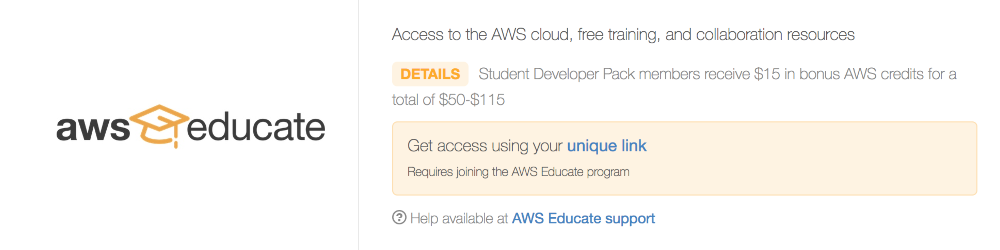 aws educate
Access to the AWS cloud, free training, and collaboration resources
DETAILS Student Developer Pack members receive $15 in bonus AWS credits for a
total of $50-$115
Get access using your unique link
Requires joining the AWS Educate program
? Help available at AWS Educate support